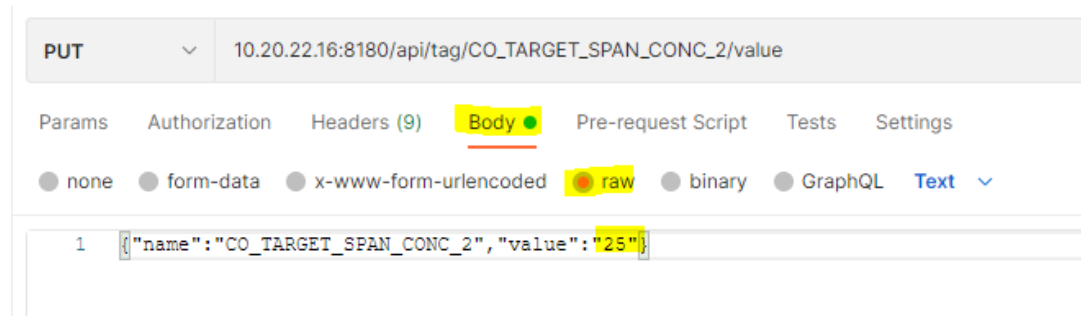 PUT 10.20.22.16:8180/api/tag/CO_TARGET_SPAN_CONC_2/value
Params Authorization Headers (9) Body Pre-request Script Tests Settings
none form-data x-www-form-urlencoded raw binary GraphQL Text
1 {"name":"CO_TARGET_SPAN_CONC_2","value":"25"}